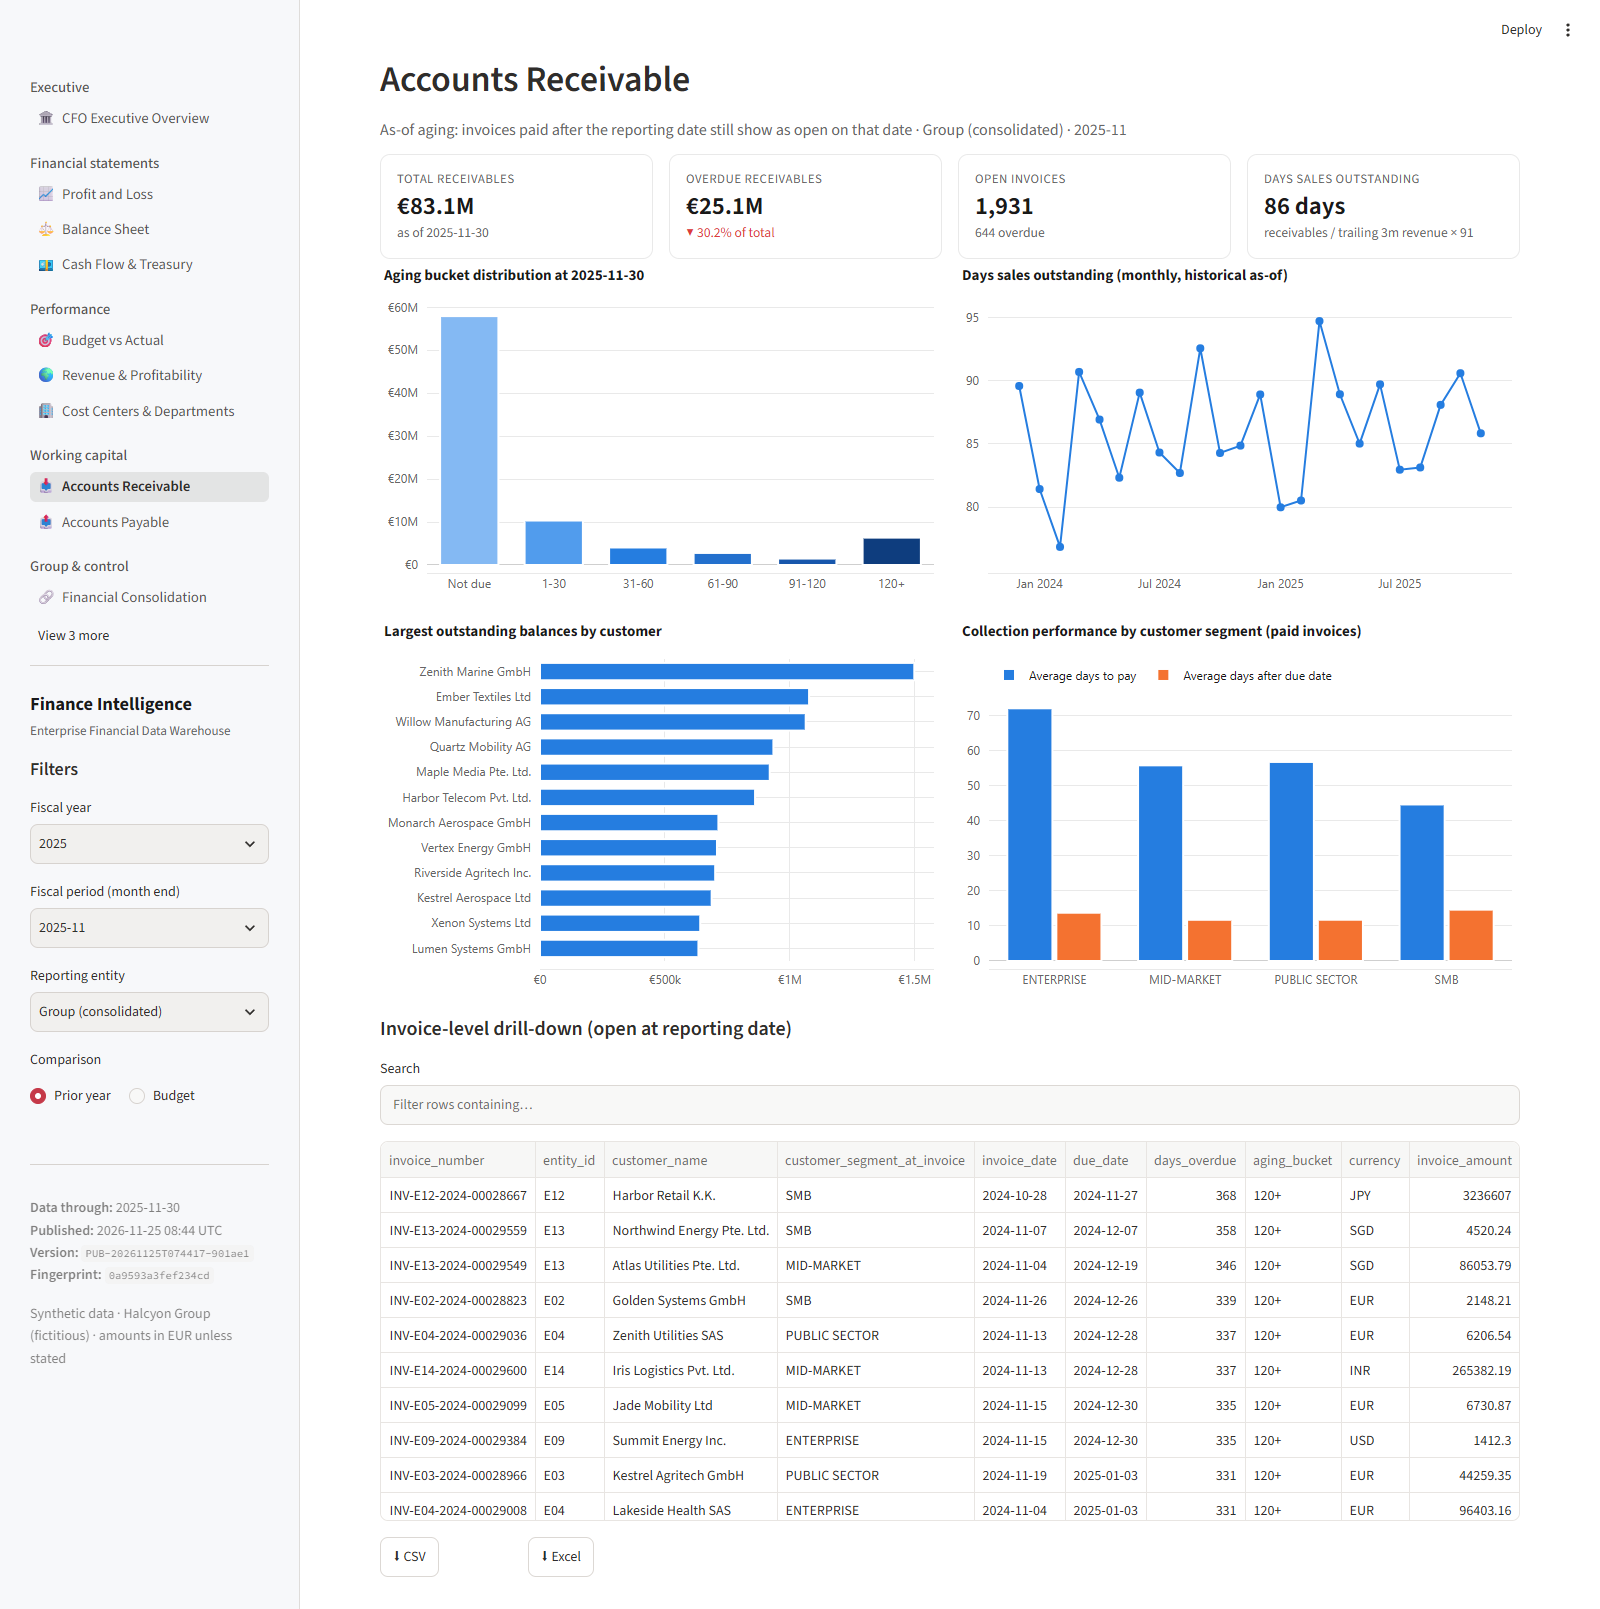 Deploy
Executive
CFO Executive Overview
Financial statements
Profit and Loss
Balance Sheet
Cash Flow & Treasury
Performance
Budget vs Actual
Revenue & Profitability
Cost Centers & Departments
Working capital
Accounts Receivable
Accounts Payable
Group & control
Financial Consolidation
View 3 more
Finance Intelligence
Enterprise Financial Data Warehouse
Filters
Fiscal year
2025
Fiscal period (month end)
2025-11
Reporting entity
Group (consolidated)
Comparison
Prior year Budget
Data through: 2025-11-30
Published: 2026-11-25 08:44 UTC
Version: PUB-20261125T074417-901ae1
Fingerprint: 0a9593a3fef234cd
Synthetic data · Halcyon Group
(fictitious) · amounts in EUR unless
stated
Accounts Receivable
As-of aging: invoices paid after the reporting date still show as open on that date · Group (consolidated) · 2025-11
TOTAL RECEIVABLES
€83.1M
as of 2025-11-30
OVERDUE RECEIVABLES
€25.1M
▼ 30.2% of total
OPEN INVOICES
1,931
644 overdue
DAYS SALES OUTSTANDING
86 days
receivables / trailing 3m revenue × 91
Aging bucket distribution at 2025-11-30
€60M
€50M
€40M
€30M
€20M
€10M
€0
Not due 1-30 31-60 61-90 91-120 120+
Days sales outstanding (monthly, historical as-of)
95
90
85
80
Jan 2024 Jul 2024 Jan 2025 Jul 2025
Largest outstanding balances by customer
Zenith Marine GmbH
Ember Textiles Ltd
Willow Manufacturing AG
Quartz Mobility AG
Maple Media Pte. Ltd.
Harbor Telecom Pvt. Ltd.
Monarch Aerospace GmbH
Vertex Energy GmbH
Riverside Agritech Inc.
Kestrel Aerospace Ltd
Xenon Systems Ltd
Lumen Systems GmbH
€0 €500k €1M €1.5M
Collection performance by customer segment (paid invoices)
Average days to pay Average days after due date
70
60
50
40
30
20
10
0
ENTERPRISE MID-MARKET PUBLIC SECTOR SMB
Invoice-level drill-down (open at reporting date)
Search
Filter rows containing…
invoice_number entity_id customer_name customer_segment_at_invoice invoice_date due_date days_overdue aging_bucket currency invoice_amount
INV-E12-2024-00028667 E12 Harbor Retail K.K. SMB 2024-10-28 2024-11-27 368 120+ JPY 3236607
INV-E13-2024-00029559 E13 Northwind Energy Pte. Ltd. SMB 2024-11-07 2024-12-07 358 120+ SGD 4520.24
INV-E13-2024-00029549 E13 Atlas Utilities Pte. Ltd. MID-MARKET 2024-11-04 2024-12-19 346 120+ SGD 86053.79
INV-E02-2024-00028823 E02 Golden Systems GmbH SMB 2024-11-26 2024-12-26 339 120+ EUR 2148.21
INV-E04-2024-00029036 E04 Zenith Utilities SAS PUBLIC SECTOR 2024-11-13 2024-12-28 337 120+ EUR 6206.54
INV-E14-2024-00029600 E14 Iris Logistics Pvt. Ltd. MID-MARKET 2024-11-13 2024-12-28 337 120+ INR 265382.19
INV-E05-2024-00029099 E05 Jade Mobility Ltd MID-MARKET 2024-11-15 2024-12-30 335 120+ EUR 6730.87
INV-E09-2024-00029384 E09 Summit Energy Inc. ENTERPRISE 2024-11-15 2024-12-30 335 120+ USD 1412.3
INV-E03-2024-00028966 E03 Kestrel Agritech GmbH PUBLIC SECTOR 2024-11-19 2025-01-03 331 120+ EUR 44259.35
INV-E04-2024-00029008 E04 Lakeside Health SAS ENTERPRISE 2024-11-04 2025-01-03 331 120+ EUR 96403.16
⬇ CSV ⬇ Excel